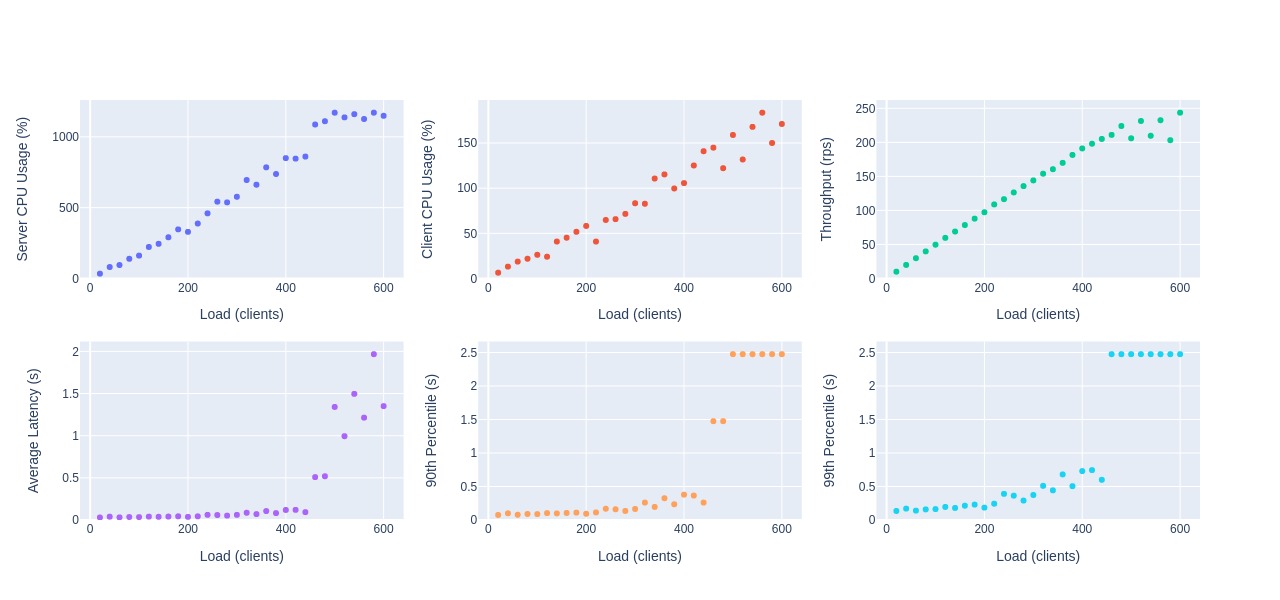 Server CPU Usage (%)
1000
500
0
0 200 400 600
Load (clients)
Client CPU Usage (%)
150
100
50
0
0 200 400 600
Load (clients)
Throughput (rps)
250
200
150
100
50
0
0 200 400 600
Load (clients)
Average Latency (s)
2
1.5
1
0.5
0
0 200 400 600
Load (clients)
90th Percentile (s)
2.5
2
1.5
1
0.5
0
0 200 400 600
Load (clients)
99th Percentile (s)
2.5
2
1.5
1
0.5
0
0 200 400 600
Load (clients)